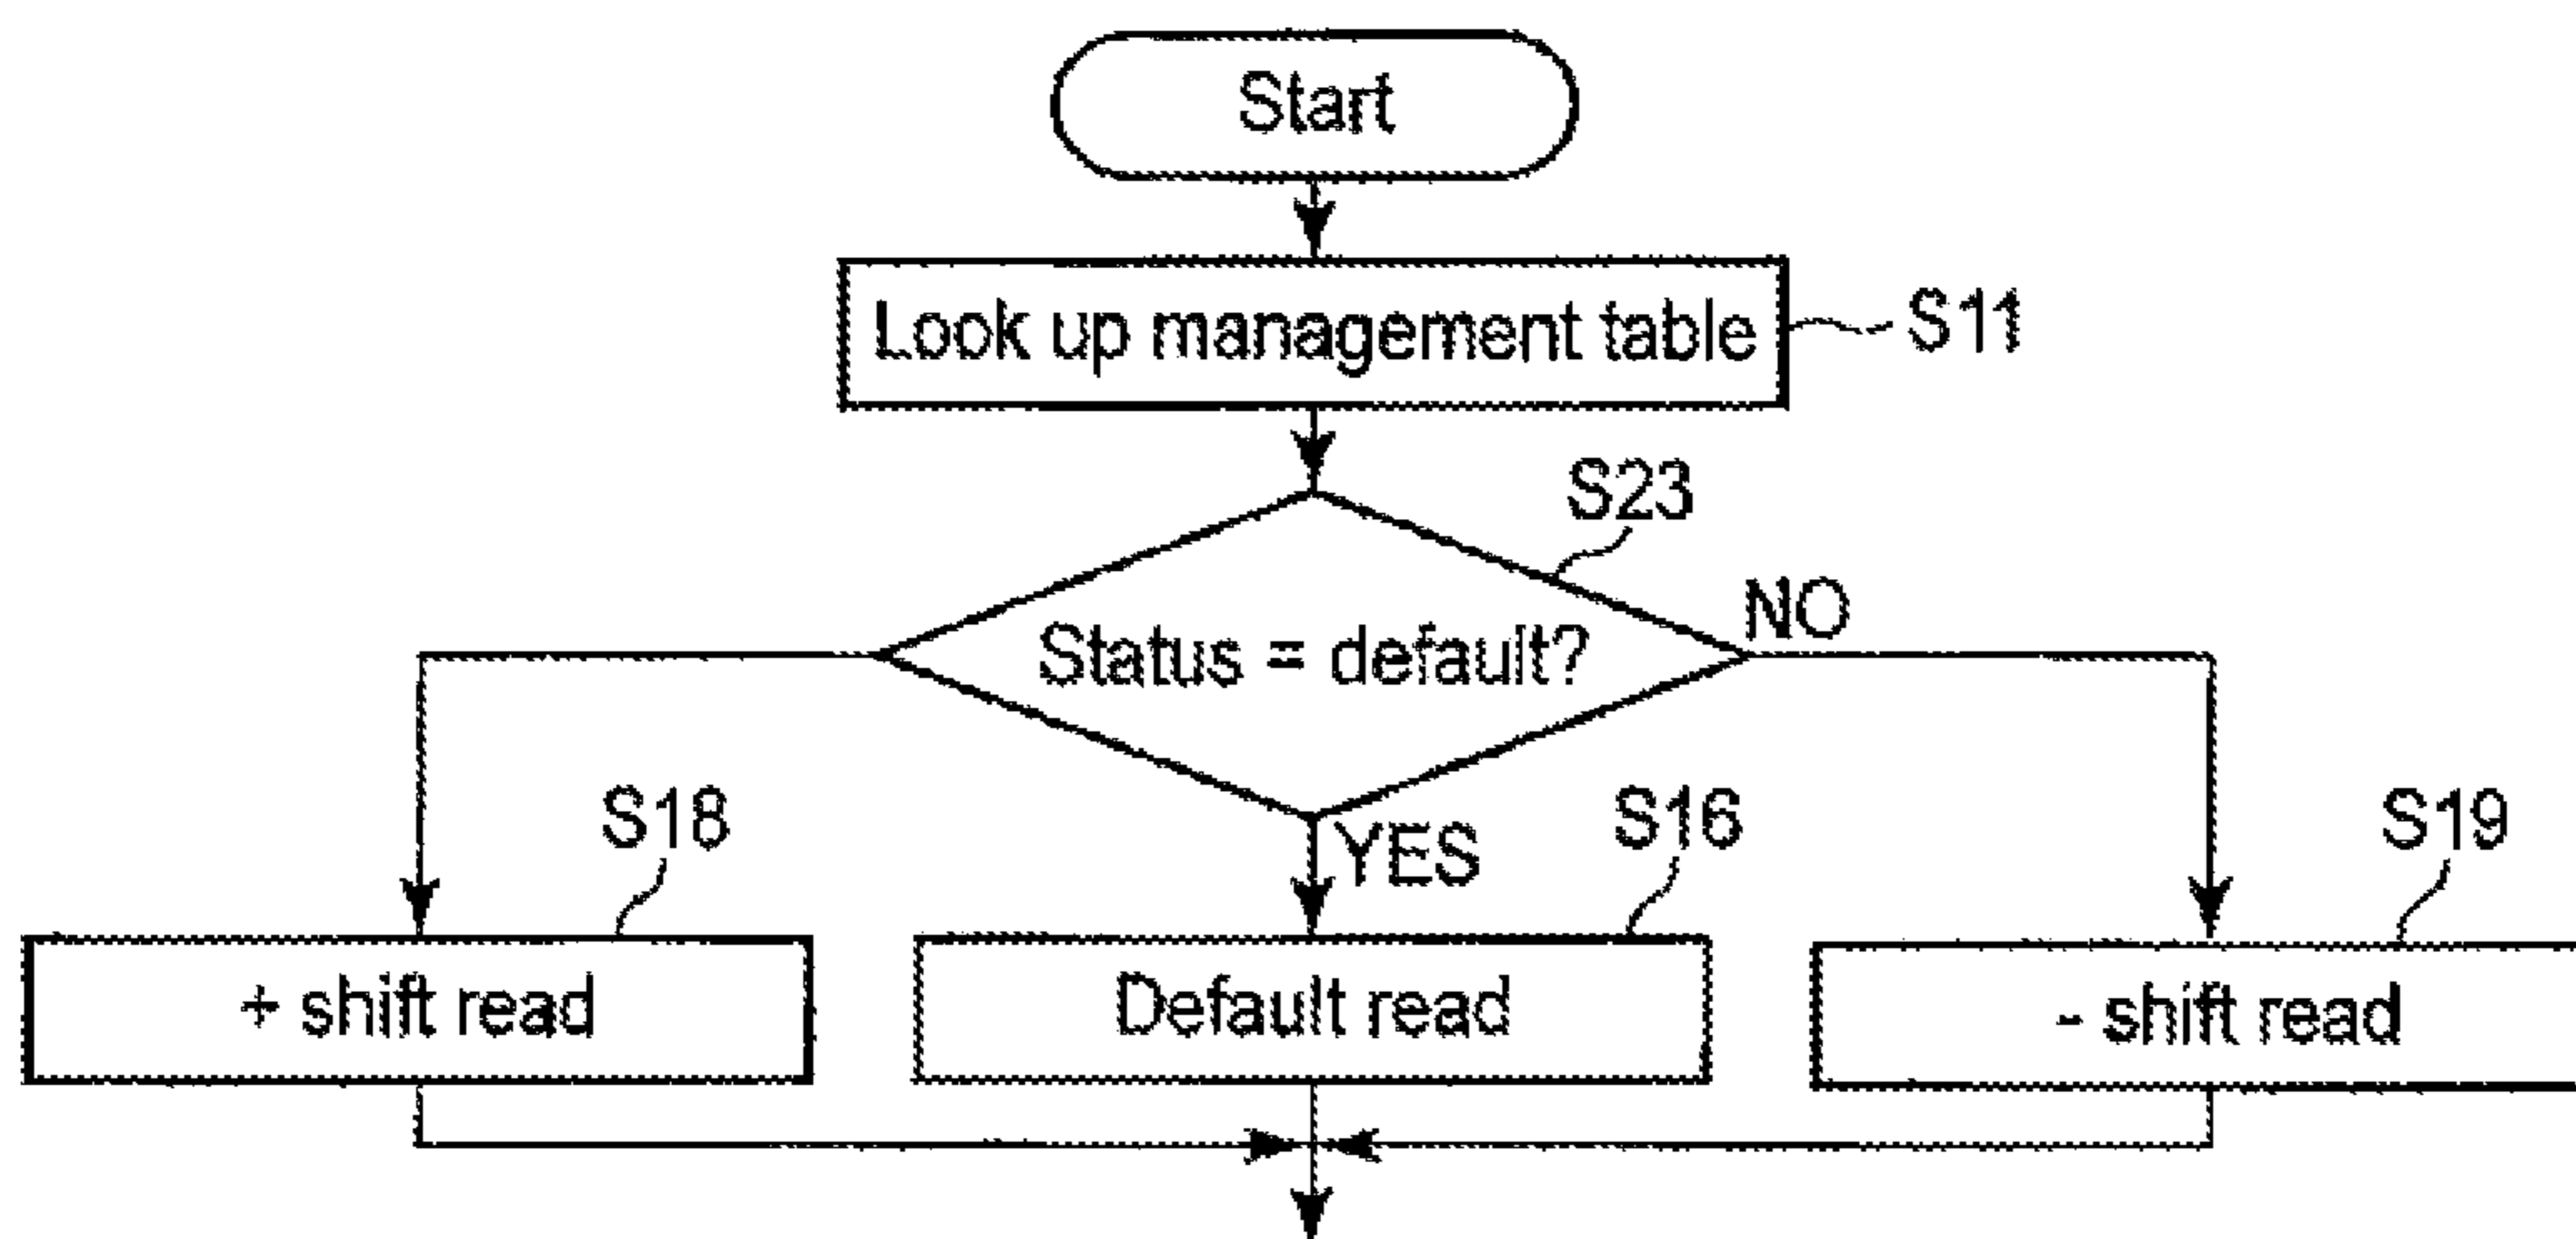 Start
Look up management table
S11
S23
Status = default?
NO
YES
S18
S16
S19
+ shift read
Default read
- shift read